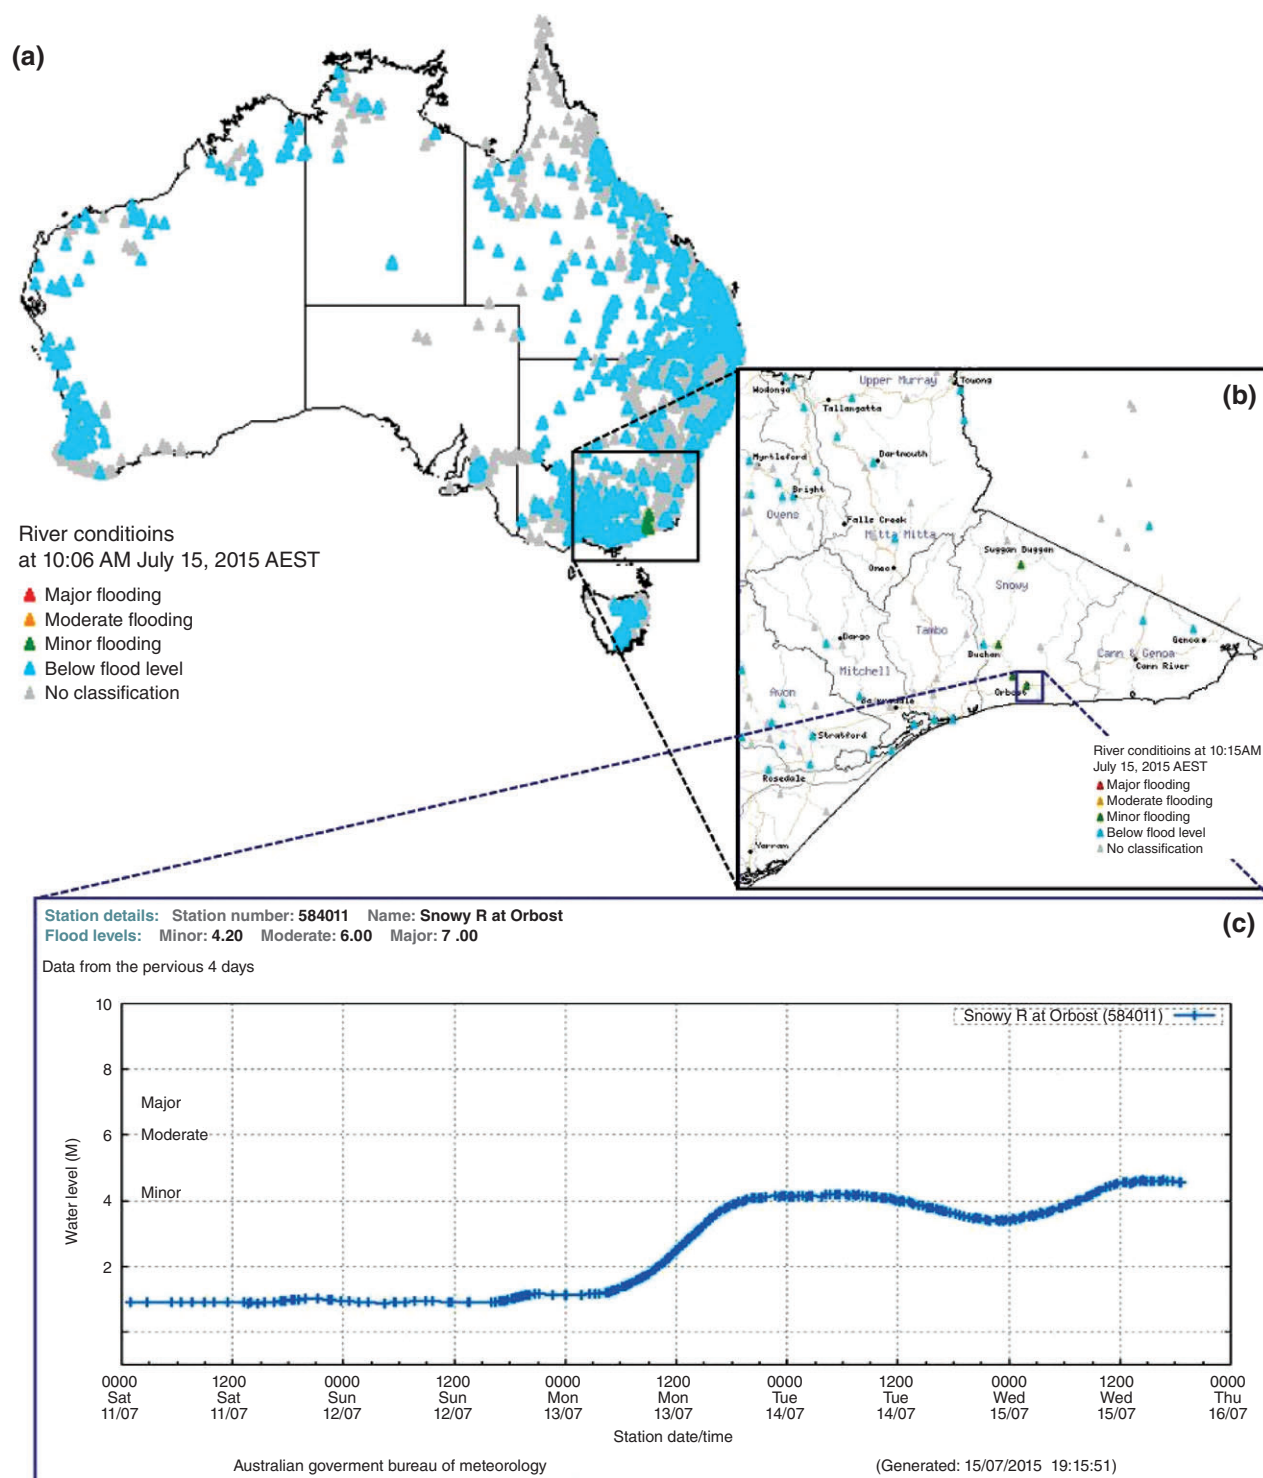 (a)
River conditioins
at 10:06 AM July 15, 2015 AEST
Major flooding
Moderate flooding
Minor flooding
Below flood level
No classification
(b)
Upper Murray
Towong
Wodonga
Tallangatta
Myrtleford
Dartmouth
Bright
Ovens
Falls Creek
Mitta Mitta
Suggan Buggan
Omeo
Snowy
Tambo
Dargo
Buchan
Genoa
Cann & Genoa
Cann River
Mitchell
Avon
Orbost
Bairnsdale
Stratford
Rosedale
Yarram
River conditioins at 10:15AM
July 15, 2015 AEST
Major flooding
Moderate flooding
Minor flooding
Below flood level
No classification
(c)
Station details: Station number: 584011 Name: Snowy R at Orbost
Flood levels: Minor: 4.20 Moderate: 6.00 Major: 7 .00
Data from the pervious 4 days
Snowy R at Orbost (584011)
10
8
6
4
2
Major
Moderate
Minor
Water level (M)
0000 1200 0000 1200 0000 1200 0000 1200 0000 1200 0000
Sat Sat Sun Sun Mon Mon Tue Tue Wed Wed Thu
11/07 11/07 12/07 12/07 13/07 13/07 14/07 14/07 15/07 15/07 16/07
Station date/time
Australian goverment bureau of meteorology (Generated: 15/07/2015 19:15:51)